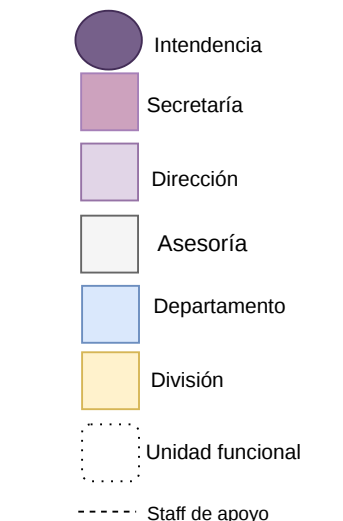 Intendencia
Secretaría
Dirección
Asesoría
Departamento
División
Unidad funcional
Staff de apoyo